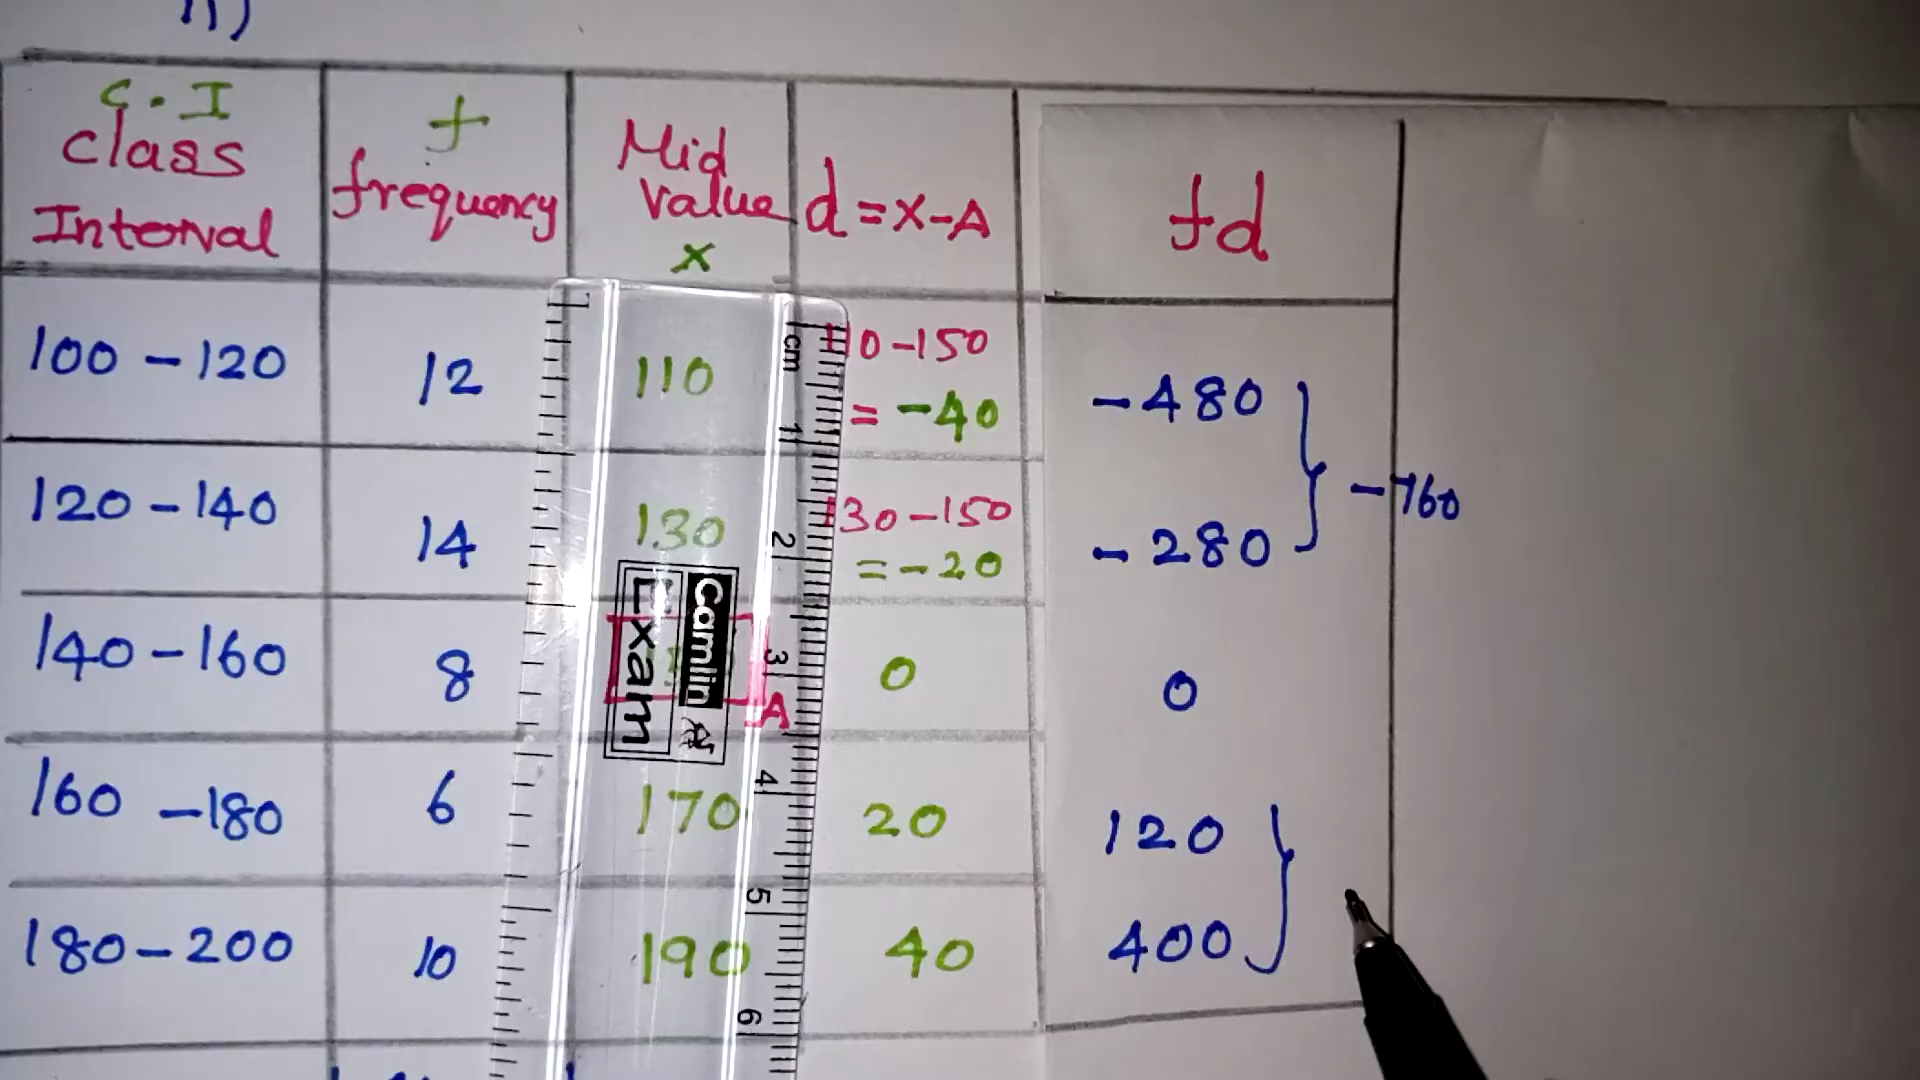 11)
C.I
class
Interval
f
frequency
Mid
value
x
d=x-A
fd
100-120
12
110
110-150
= -40
-480
120-140
14
130
130-150
= -20
-280
-760
140-160
8
A
0
0
160-180
6
170
20
120
180-200
10
190
40
400
cm
1
2
3
4
5
6
Camlin
Exam